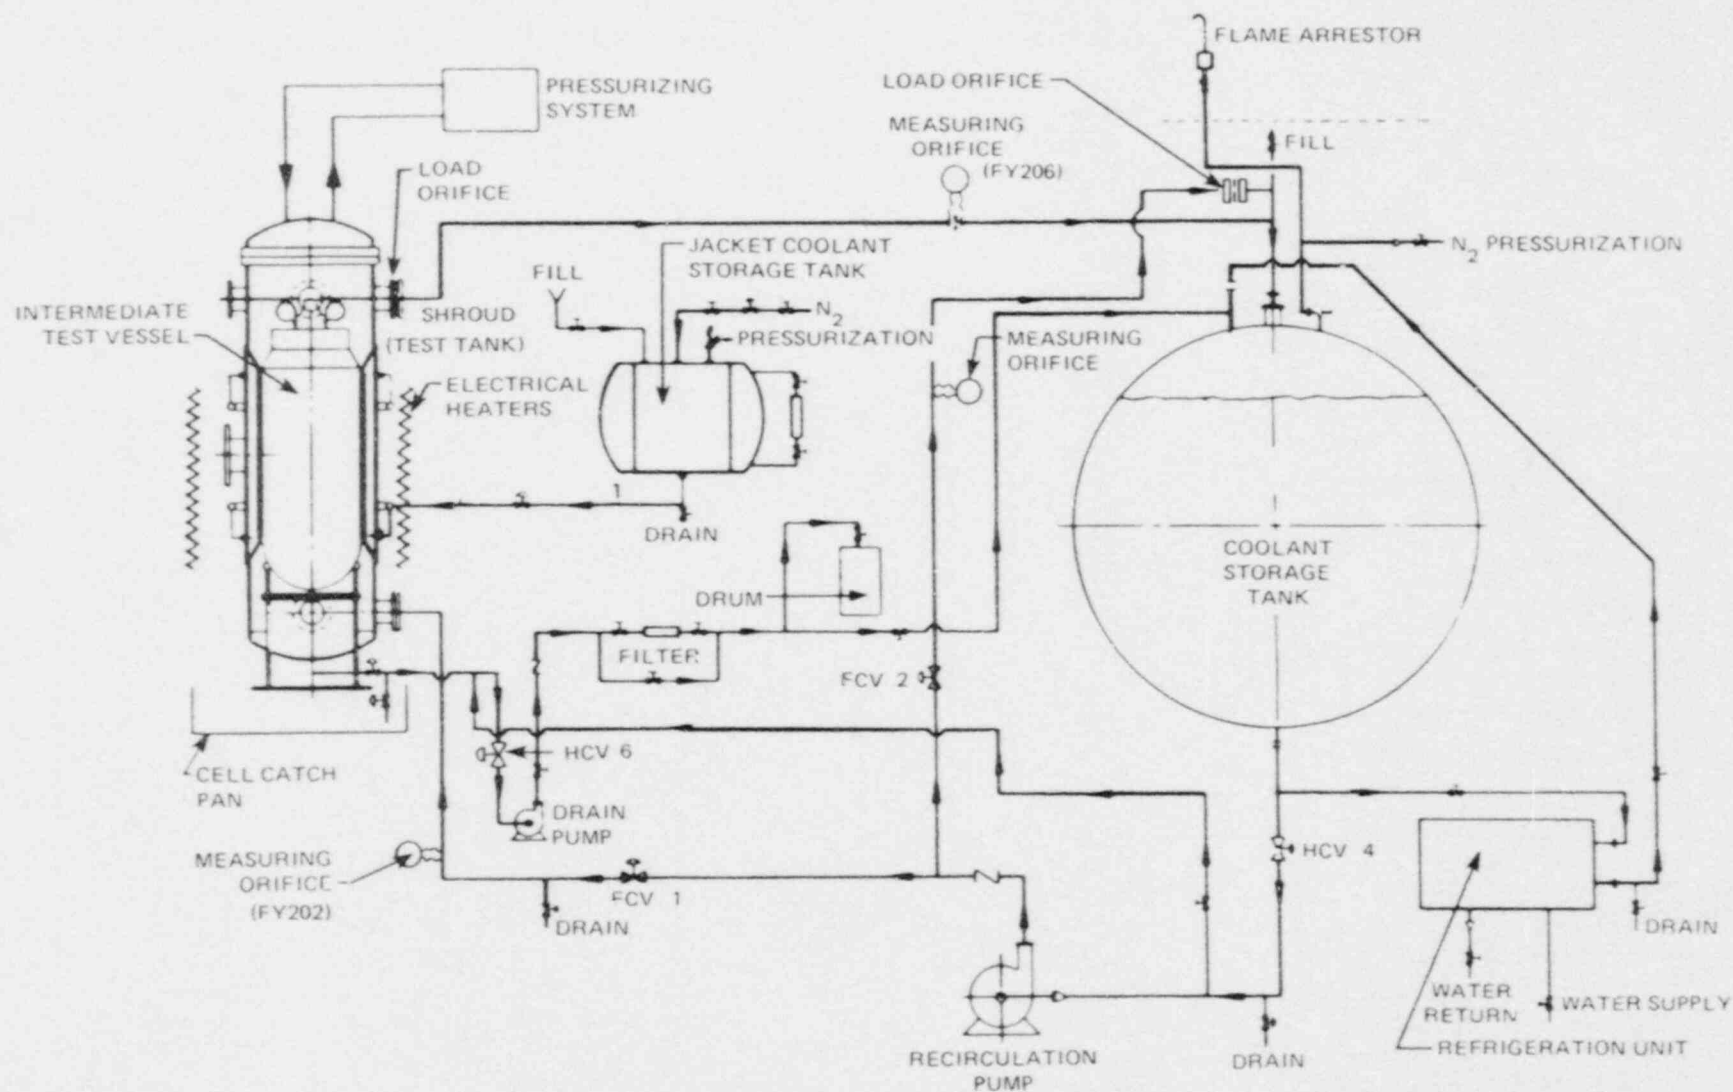 FLAME ARRESTOR
PRESSURIZING
SYSTEM
LOAD ORIFICE
MEASURING
ORIFICE
(FY206)
FILL
LOAD
ORIFICE
JACKET COOLANT
STORAGE TANK
N2 PRESSURIZATION
FILL
INTERMEDIATE
TEST VESSEL
SHROUD
(TEST TANK)
N2
PRESSURIZATION
MEASURING
ORIFICE
ELECTRICAL
HEATERS
1
DRAIN
COOLANT
STORAGE
TANK
DRUM
FILTER
FCV 2
HCV 6
CELL CATCH
PAN
DRAIN
PUMP
HCV 4
MEASURING
ORIFICE
(FY202)
FCV 1
DRAIN
DRAIN
WATER
RETURN
WATER SUPPLY
REFRIGERATION UNIT
RECIRCULATION
PUMP
DRAIN